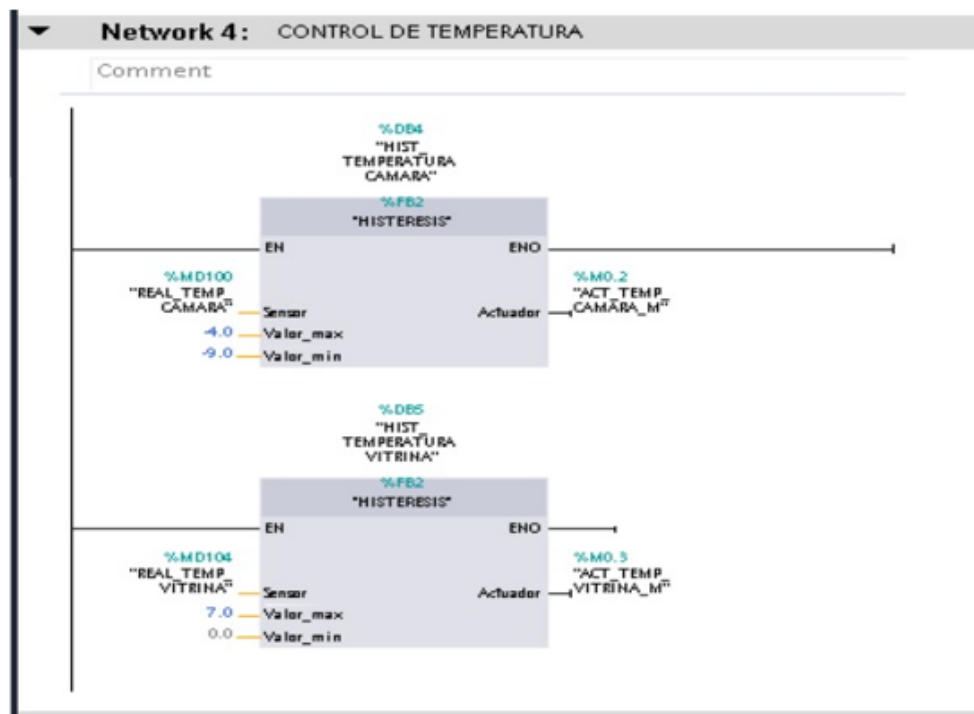 Network 4: CONTROL DE TEMPERATURA
Comment
%DB4
"HIST_
TEMPERATURA
CAMARA"
%FB2
"HISTERESIS"
EN ENO
%MD100
"REAL_TEMP_
CAMARA"
Sensor
-4.0 Valor_max
-9.0 Valor_min
%M0.2
"ACT_TEMP_
Actuador CAMARA_M"
%DB5
"HIST_
TEMPERATURA
VITRINA"
%FB2
"HISTERESIS"
EN ENO
%MD104
"REAL_TEMP_
VITRINA"
Sensor
7.0 Valor_max
0.0 Valor_min
%M0.3
"ACT_TEMP_
Actuador VITRINA_M"